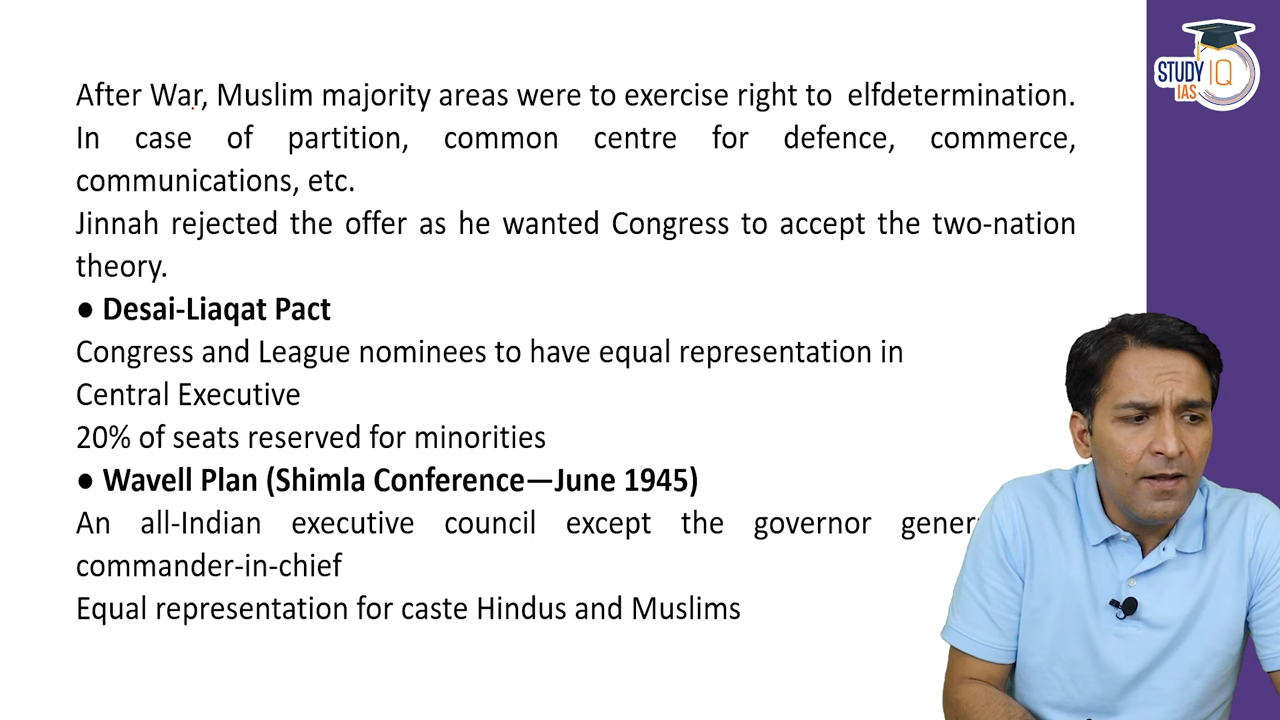 After War, Muslim majority areas were to exercise right to elfdetermination.
In case of partition, common centre for defence, commerce,
communications, etc.
Jinnah rejected the offer as he wanted Congress to accept the two-nation
theory.
● Desai-Liaqat Pact
Congress and League nominees to have equal representation in
Central Executive
20% of seats reserved for minorities
● Wavell Plan (Shimla Conference—June 1945)
An all-Indian executive council except the governor
commander-in-chief
Equal representation for caste Hindus and Muslims
STUDY IQ
IAS